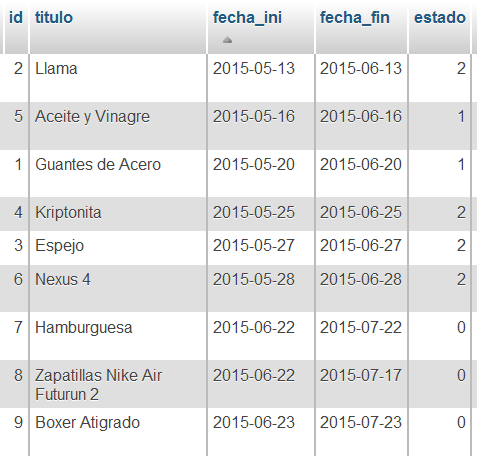 id titulo fecha_ini fecha_fin estado
2 Llama 2015-05-13 2015-06-13 2
5 Aceite y Vinagre 2015-05-16 2015-06-16 1
1 Guantes de Acero 2015-05-20 2015-06-20 1
4 Kriptonita 2015-05-25 2015-06-25 2
3 Espejo 2015-05-27 2015-06-27 2
6 Nexus 4 2015-05-28 2015-06-28 2
7 Hamburguesa 2015-06-22 2015-07-22 0
8 Zapatillas Nike Air 2015-06-22 2015-07-17 0
Futurun 2
9 Boxer Atigrado 2015-06-23 2015-07-23 0